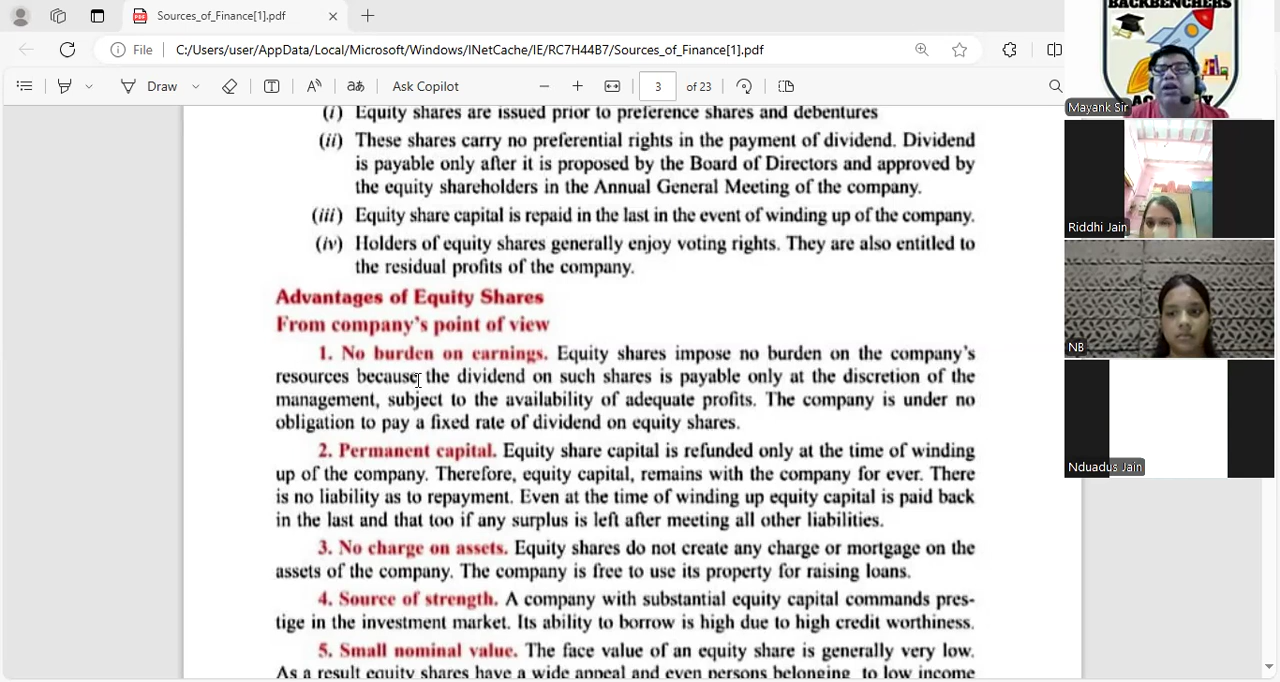 Sources_of_Finance[1].pdf
File C:/Users/user/AppData/Local/Microsoft/Windows/INetCache/IE/RC7H44B7/Sources_of_Finance[1].pdf
Draw Ask Copilot 3 of 23
(i) Equity shares are issued prior to preference shares and debentures
(ii) These shares carry no preferential rights in the payment of dividend. Dividend
is payable only after it is proposed by the Board of Directors and approved by
the equity shareholders in the Annual General Meeting of the company.
(iii) Equity share capital is repaid in the last in the event of winding up of the company.
(iv) Holders of equity shares generally enjoy voting rights. They are also entitled to
the residual profits of the company.
Advantages of Equity Shares
From company's point of view
1. No burden on earnings. Equity shares impose no burden on the company's
resources because the dividend on such shares is payable only at the discretion of the
management, subject to the availability of adequate profits. The company is under no
obligation to pay a fixed rate of dividend on equity shares.
2. Permanent capital. Equity share capital is refunded only at the time of winding
up of the company. Therefore, equity capital, remains with the company for ever. There
is no liability as to repayment. Even at the time of winding up equity capital is paid back
in the last and that too if any surplus is left after meeting all other liabilities.
3. No charge on assets. Equity shares do not create any charge or mortgage on the
assets of the company. The company is free to use its property for raising loans.
4. Source of strength. A company with substantial equity capital commands pres-
tige in the investment market. Its ability to borrow is high due to high credit worthiness.
5. Small nominal value. The face value of an equity share is generally very low.
As a result equity shares have a wide appeal and even persons belonging to low income
BACKBENCHERS
Mayank Sir
Riddhi Jain
NB
Nduadus Jain